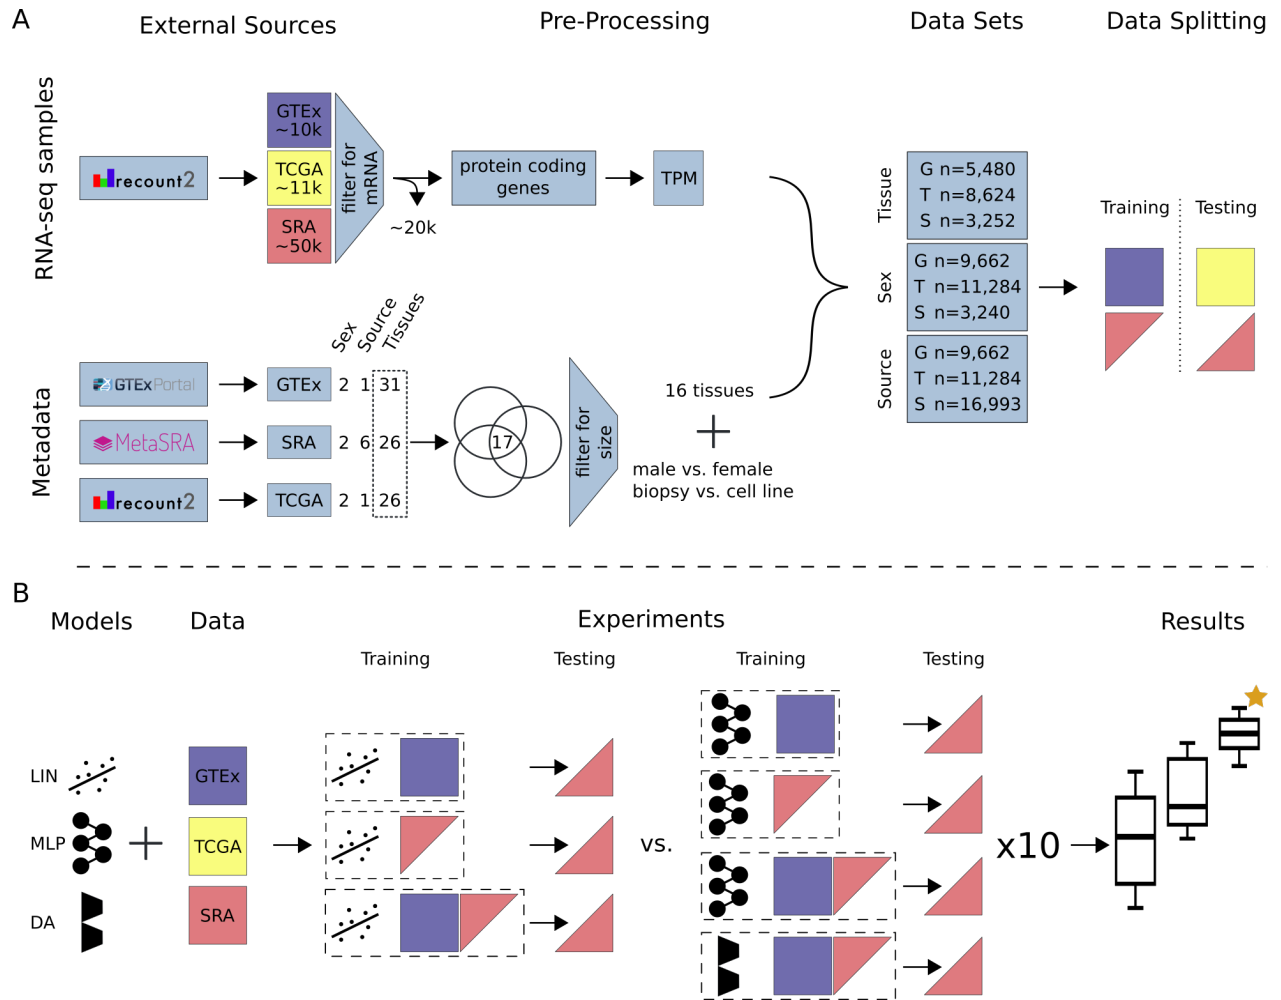 A
External Sources
Pre-Processing
Data Sets
Data Splitting
RNA-seq samples
recount2
GTEx
~10k
TCGA
~11k
SRA
~50k
filter for
mRNA
~20k
protein coding
genes
TPM
Tissue
G n=5,480
T n=8,624
S n=3,252
Sex
G n=9,662
T n=11,284
S n=3,240
Source
G n=9,662
T n=11,284
S n=16,993
Training
Testing
Metadata
Sex
Source
Tissues
GTExPortal
GTEx
2 1 31
MetaSRA
SRA
2 6 26
recount2
TCGA
2 1 26
17
filter for
size
16 tissues
male vs. female
biopsy vs. cell line
B
Models
Data
Experiments
Results
Training
Testing
Training
Testing
LIN
MLP
DA
GTEx
TCGA
SRA
vs.
x10